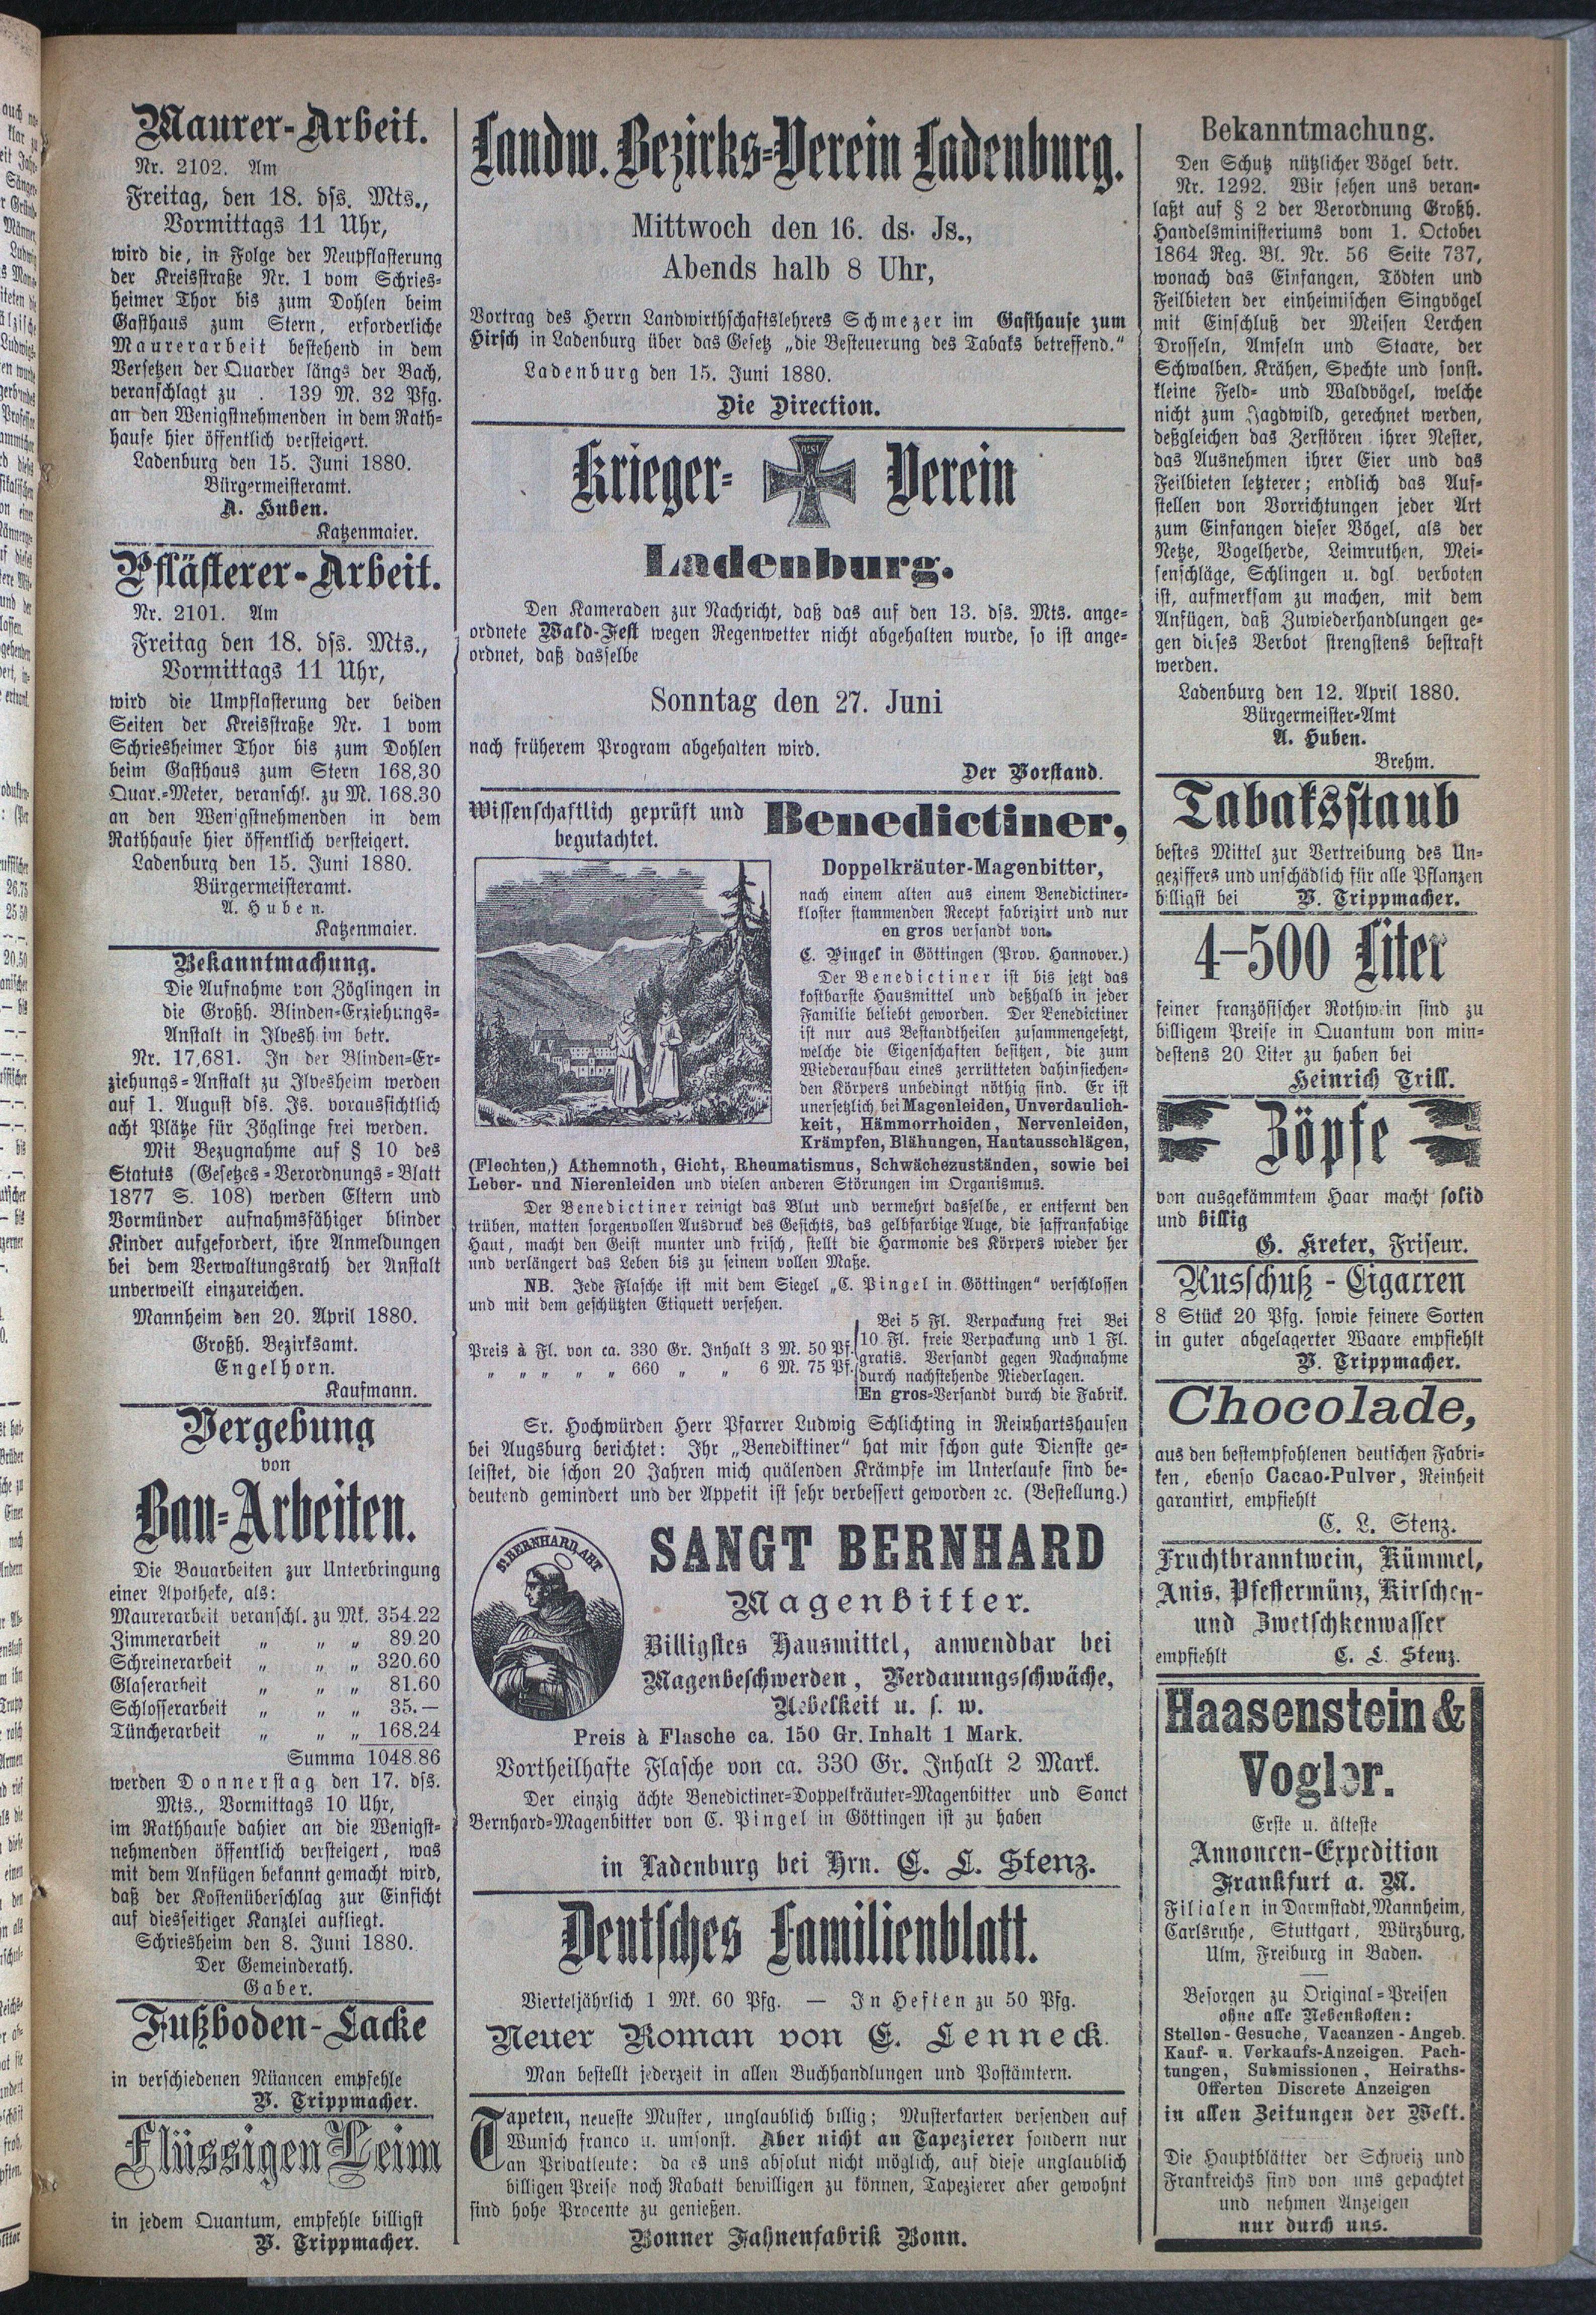 Maurer-Arbeit.
Nr. 2102. Am
Freitag, den 18. dss. Mts.,
Vormittags 11 Uhr,
wird die, in Folge der Neupflasterung
der Kreisstraße Nr. 1 vom Schries-
heimer Thor bis zum Dohlen beim
Gasthaus zum Stern, erforderliche
Maurerarbeit bestehend in dem
Versetzen der Quarder längs der Bach,
veranschlagt zu . 139 M. 32 Pfg.
an den Wenigstnehmenden in dem Rath-
hause hier öffentlich versteigert.
Ladenburg den 15. Juni 1880.
Bürgermeisteramt.
A. Huben.
Katzenmaier.
Pflästerer-Arbeit.
Nr. 2101. Am
Freitag den 18. dss. Mts.,
Vormittags 11 Uhr,
wird die Umpflasterung der beiden
Seiten der Kreisstraße Nr. 1 vom
Schriesheimer Thor bis zum Dohlen
beim Gasthaus zum Stern 168,30
Quar.-Meter, veranschl. zu M. 168.30
an den Wenigstnehmenden in dem
Rathhause hier öffentlich versteigert.
Ladenburg den 15. Juni 1880.
Bürgermeisteramt.
A. Huben.
Katzenmaier.
Bekanntmachung.
Die Aufnahme von Zöglingen in
die Großh. Blinden-Erziehungs-
Anstalt in Ilvesheim betr.
Nr. 17,681. In der Blinden-Er-
ziehungs-Anstalt zu Ilvesheim werden
auf 1. August dss. Js. voraussichtlich
acht Plätze für Zöglinge frei werden.
Mit Bezugnahme auf § 10 des
Statuts (Gesetzes-Verordnungs-Blatt
1877 S. 108) werden Eltern und
Vormünder aufnahmsfähiger blinder
Kinder aufgefordert, ihre Anmeldungen
bei dem Verwaltungsrath der Anstalt
unverweilt einzureichen.
Mannheim den 20. April 1880.
Großh. Bezirksamt.
Engelhorn.
Kaufmann.
Vergebung
von
Bau-Arbeiten.
Die Bauarbeiten zur Unterbringung
einer Apotheke, als:
Maurerarbeit veranschl. zu Mk. 354.22
Zimmerarbeit „ „ „ 89.20
Schreinerarbeit „ „ „ 320.60
Glaserarbeit „ „ „ 81.60
Schlosserarbeit „ „ „ 35.—
Tüncherarbeit „ „ „ 168.24
Summa 1048.86
werden Donnerstag den 17. dss.
Mts., Vormittags 10 Uhr,
im Rathhause dahier an die Wenigst-
nehmenden öffentlich versteigert, was
mit dem Anfügen bekannt gemacht wird,
daß der Kostenüberschlag zur Einsicht
auf diesseitiger Kanzlei aufliegt.
Schriesheim den 8. Juni 1880.
Der Gemeinderath.
Gaber.
Fußboden-Lacke
in verschiedenen Nüancen empfehle
V. Trippmacher.
Flüssigen Leim
in jedem Quantum, empfehle billigst
V. Trippmacher.
Landw. Bezirks-Verein Ladenburg.
Mittwoch den 16. ds. Js.,
Abends halb 8 Uhr,
Vortrag des Herrn Landwirthschaftslehrers Schmezer im Gasthause zum
Hirsch in Ladenburg über das Gesetz „die Besteuerung des Tabaks betreffend.“
Ladenburg den 15. Juni 1880.
Die Direction.
Krieger- Verein
Ladenburg.
Den Kameraden zur Nachricht, daß das auf den 13. dss. Mts. ange-
ordnete Wald-Fest wegen Regenwetter nicht abgehalten wurde, so ist ange-
ordnet, daß dasselbe
Sonntag den 27. Juni
nach früherem Program abgehalten wird.
Der Vorstand.
Wissenschaftlich geprüft und
begutachtet.
Benedictiner,
Doppelkräuter-Magenbitter,
nach einem alten aus einem Benedictiner-
kloster stammenden Recept fabrizirt und nur
en gros versandt von
C. Pingel in Göttingen (Prov. Hannover.)
Der Benedictiner ist bis jetzt das
kostbarste Hausmittel und deßhalb in jeder
Familie beliebt geworden. Der Benedictiner
ist nur aus Bestandtheilen zusammengesetzt,
welche die Eigenschaften besitzen, die zum
Wiederaufbau eines zerrütteten dahinsiechen-
den Körpers unbedingt nöthig sind. Er ist
unersetzlich bei Magenleiden, Unverdaulich-
keit, Hämmorrhoiden, Nervenleiden,
Krämpfen, Blähungen, Hautausschlägen,
(Flechten,) Athemnoth, Gicht, Rheumatismus, Schwächezuständen, sowie bei
Leber- und Nierenleiden und vielen anderen Störungen im Organismus.
Der Benedictiner reinigt das Blut und vermehrt dasselbe, er entfernt den
trüben, matten sorgenvollen Ausdruck des Gesichts, das gelbfarbige Auge, die saffranfabige
Haut, macht den Geist munter und frisch, stellt die Harmonie des Körpers wieder her
und verlängert das Leben bis zu seinem vollen Maße.
NB. Jede Flasche ist mit dem Siegel „C. Pingel in Göttingen“ verschlossen
und mit dem geschützten Etiquett versehen.
Preis à Fl. von ca. 330 Gr. Inhalt 3 M. 50 Pf.
„ „ „ „ „ 660 „ „ 6 M. 75 Pf.
Bei 5 Fl. Verpackung frei Bei
10 Fl. freie Verpackung und 1 Fl.
gratis. Versandt gegen Nachnahme
durch nachstehende Niederlagen.
En gros-Versandt durch die Fabrik.
Sr. Hochwürden Herr Pfarrer Ludwig Schlichting in Reinhartshausen
bei Augsburg berichtet: Ihr „Benediktiner“ hat mir schon gute Dienste ge-
leistet, die schon 20 Jahren mich quälenden Krämpfe im Unterlaufe sind be-
deutend gemindert und der Appetit ist sehr verbessert geworden ꝛc. (Bestellung.)
ST. BERNHARD ART
SANGT BERNHARD
Magenbitter.
Billigstes Hausmittel, anwendbar bei
Magenbeschwerden, Verdauungsschwäche,
Uebelkeit u. s. w.
Preis à Flasche ca. 150 Gr. Inhalt 1 Mark.
Vortheilhafte Flasche von ca. 330 Gr. Inhalt 2 Mark.
Der einzig ächte Benedictiner-Doppelkräuter-Magenbitter und Sanct
Bernhard-Magenbitter von C. Pingel in Göttingen ist zu haben
in Ladenburg bei Hrn. C. L. Stenz.
Deutsches Familienblatt.
Vierteljährlich 1 Mk. 60 Pfg. — In Heften zu 50 Pfg.
Neuer Roman von E. Lenneck.
Man bestellt jederzeit in allen Buchhandlungen und Postämtern.
Tapeten, neueste Muster, unglaublich billig; Musterkarten versenden auf
Wunsch franco u. umsonst. Aber nicht an Tapezierer sondern nur
an Privatleute: da es uns absolut nicht möglich, auf diese unglaublich
billigen Preise noch Rabatt bewilligen zu können, Tapezierer aber gewohnt
sind hohe Procente zu genießen.
Bonner Fahnenfabrik Bonn.
Bekanntmachung.
Den Schutz nützlicher Vögel betr.
Nr. 1292. Wir sehen uns veran-
laßt auf § 2 der Verordnung Großh.
Handelsministeriums vom 1. October
1864 Reg. Bl. Nr. 56 Seite 737,
wonach das Einfangen, Tödten und
Feilbieten der einheimischen Singvögel
mit Einschluß der Meisen Lerchen
Drosseln, Amseln und Staare, der
Schwalben, Krähen, Spechte und sonst.
kleine Feld- und Waldvögel, welche
nicht zum Jagdwild, gerechnet werden,
deßgleichen das Zerstören ihrer Nester,
das Ausnehmen ihrer Eier und das
Feilbieten letzterer; endlich das Auf-
stellen von Vorrichtungen jeder Art
zum Einfangen dieser Vögel, als der
Netze, Vogelherde, Leimruthen, Mei-
senschläge, Schlingen u. dgl. verboten
ist, aufmerksam zu machen, mit dem
Anfügen, daß Zuwiederhandlungen ge-
gen dieses Verbot strengstens bestraft
werden.
Ladenburg den 12. April 1880.
Bürgermeister-Amt
A. Huben.
Brehm.
Tabaksstaub
bestes Mittel zur Vertreibung des Un-
geziffers und unschädlich für alle Pflanzen
billigst bei V. Trippmacher.
4-500 Liter
feiner französischer Rothwein sind zu
billigem Preise in Quantum von min-
destens 20 Liter zu haben bei
Heinrich Trill.
Zöpfe
von ausgekämmtem Haar macht solid
und billig
G. Kreter, Friseur.
Ausschuß-Cigarren
8 Stück 20 Pfg. sowie feinere Sorten
in guter abgelagerter Waare empfiehlt
V. Trippmacher.
Chocolade,
aus den bestempfohlenen deutschen Fabri-
ken, ebenso Cacao-Pulver, Reinheit
garantirt, empfiehlt
C. L. Stenz.
Fruchtbranntwein, Kümmel,
Anis, Pfeffermünz, Kirschen-
und Zwetschkenwasser
empfiehlt C. L. Stenz.
Haasenstein &
Vogler.
Erste u. älteste
Annoncen-Expedition
Frankfurt a. M.
Filialen in Darmstadt, Mannheim,
Carlsruhe, Stuttgart, Würzburg,
Ulm, Freiburg in Baden.
Besorgen zu Original-Preisen
ohne alle Nebenkosten:
Stellen-Gesuche, Vacanzen-Angeb.
Kauf- u. Verkaufs-Anzeigen. Pach-
tungen, Submissionen, Heiraths-
Offerten Discrete Anzeigen
in allen Zeitungen der Welt.
Die Hauptblätter der Schweiz und
Frankreichs sind von uns gepachtet
und nehmen Anzeigen
nur durch uns.